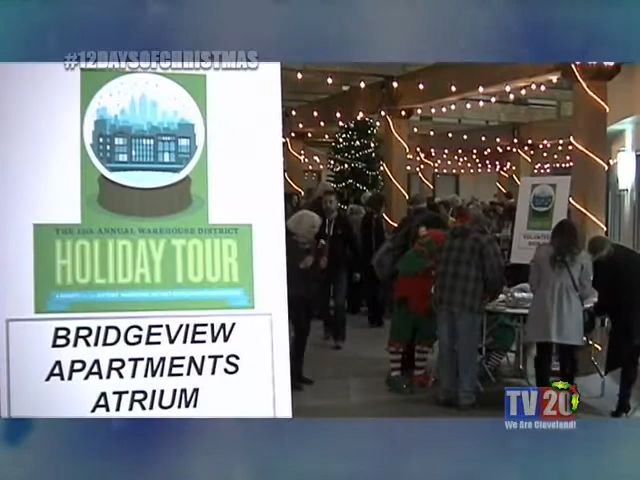 #12DAYSOFCHRISTMAS
THE 13th ANNUAL WAREHOUSE DISTRICT
HOLIDAY TOUR
BRIDGEVIEW
APARTMENTS
ATRIUM
TV20
We Are Cleveland!